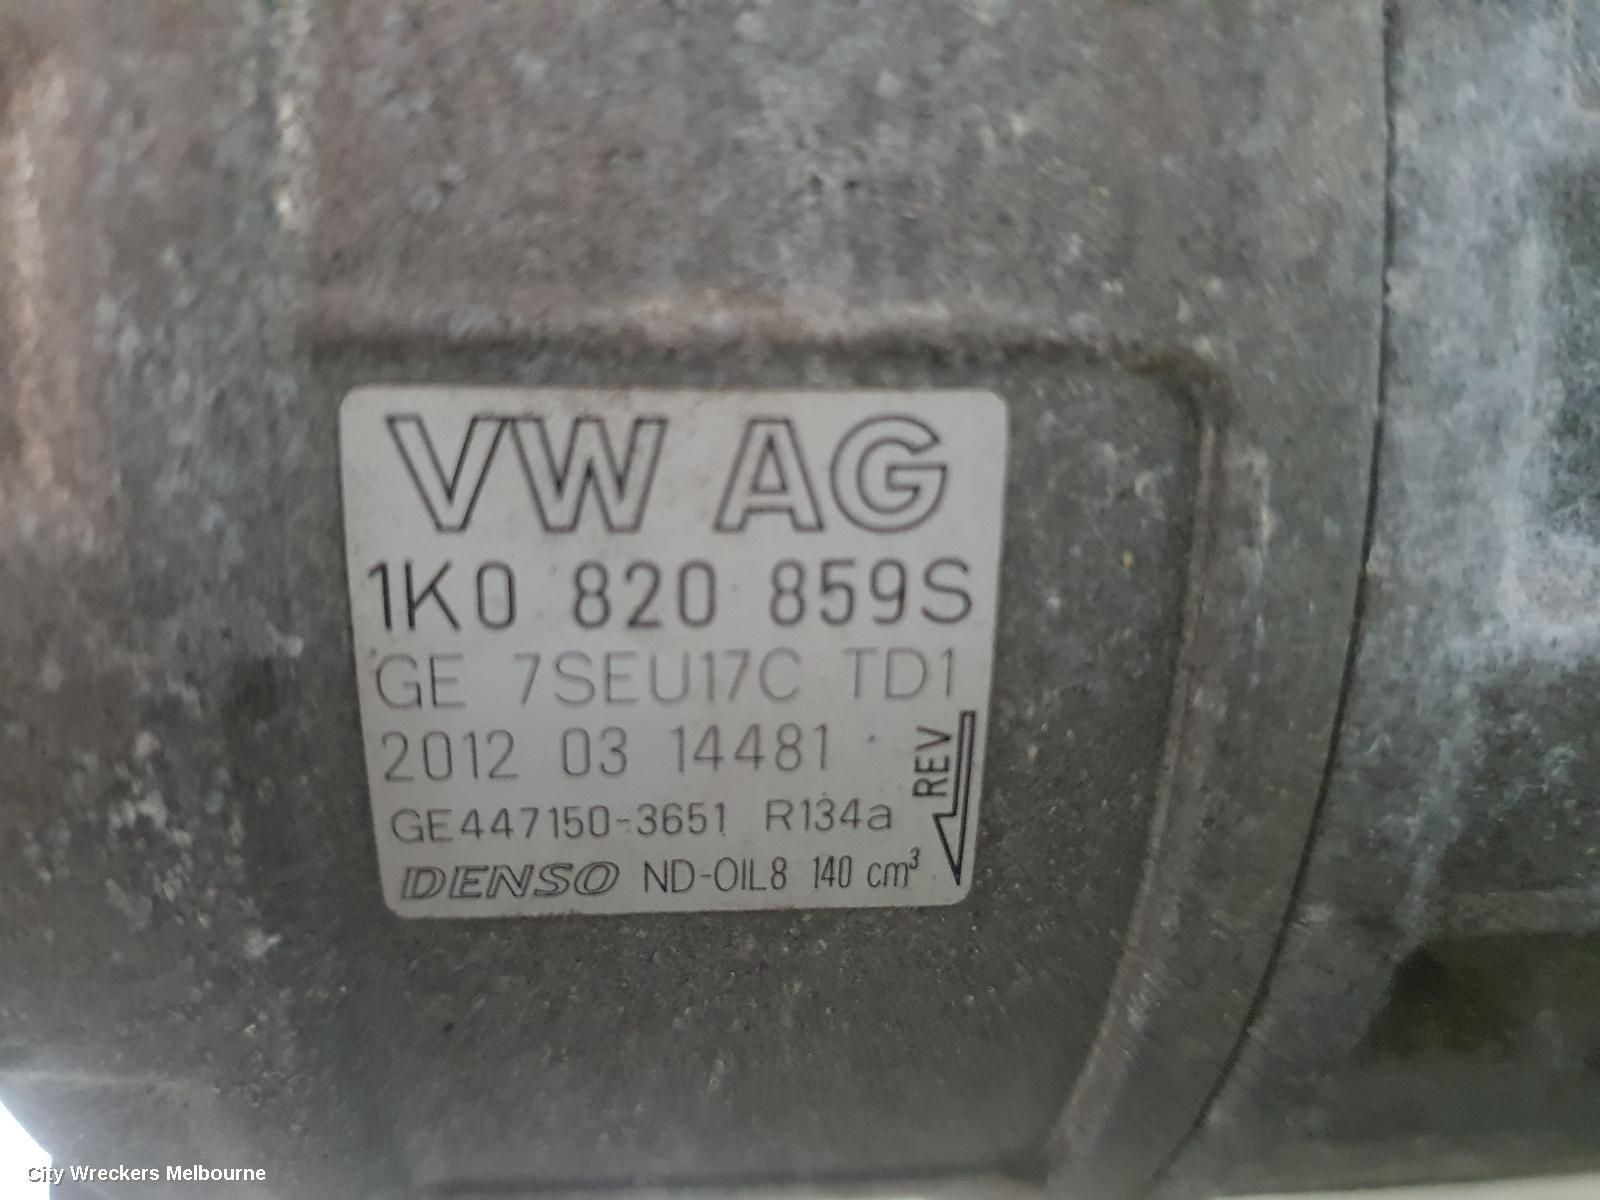 VW AG
1K0 820 859S
GE 7SEU17C TD1
2012 03 14481
REV
GE447150-3651 R134a
DENSO ND-OIL8 140 cm³
City Wreckers Melbourne